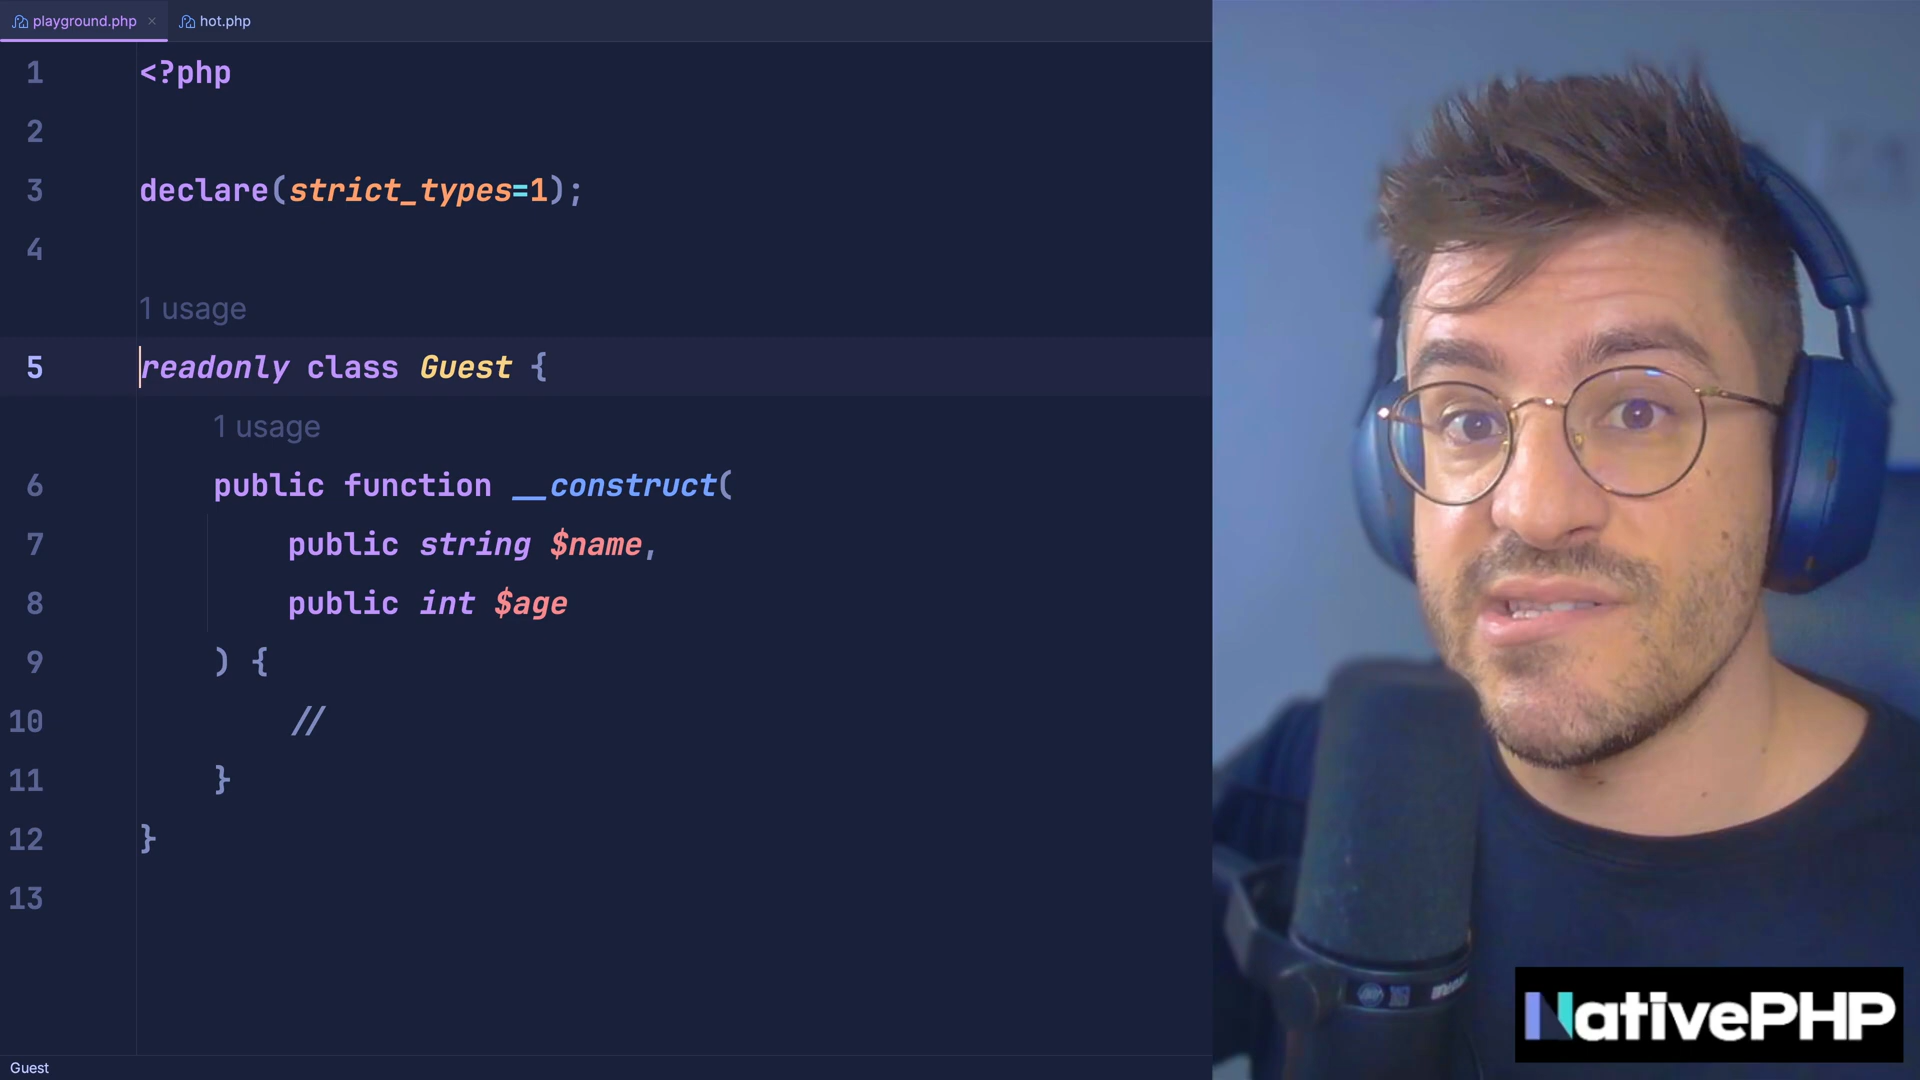 playground.php
hot.php
1 <?php
2
3 declare(strict_types=1);
4
1 usage
5 readonly class Guest {
1 usage
6 public function __construct(
7 public string $name,
8 public int $age
9 ) {
10 //
11 }
12 }
13
Guest
NativePHP